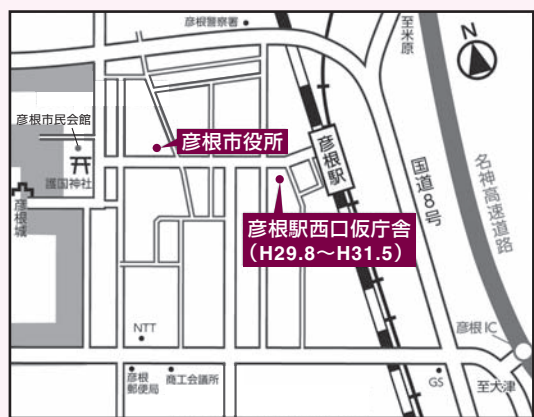 彦根警察署
至米原
N
彦根市民会館
彦根市役所
護国神社
彦根駅
国道8号
名神高速道路
彦根城
彦根駅西口仮庁舎
（H29.8～H31.5）
NTT
彦根IC
彦根
郵便局
商工会議所
GS
至大津